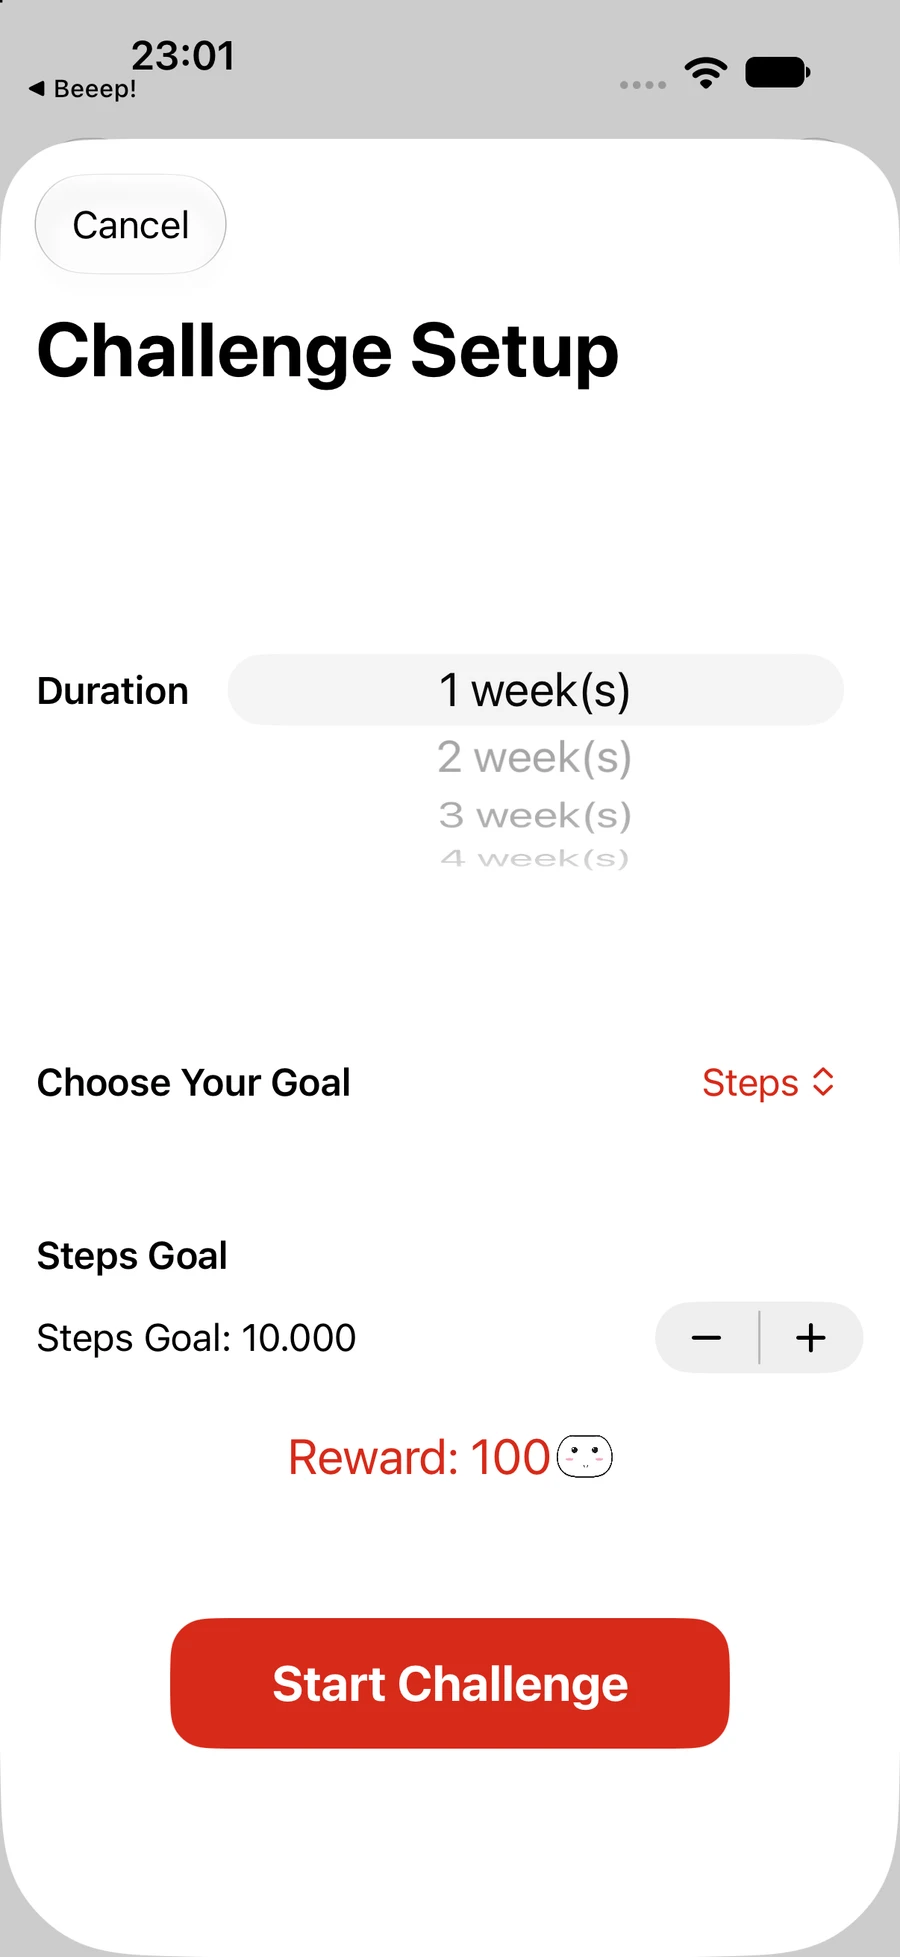 23:01
◀ Beeep!
Cancel
Challenge Setup
Duration
1 week(s)
2 week(s)
3 week(s)
4 week(s)
Choose Your Goal
Steps
Steps Goal
Steps Goal: 10.000
Reward: 100
Start Challenge